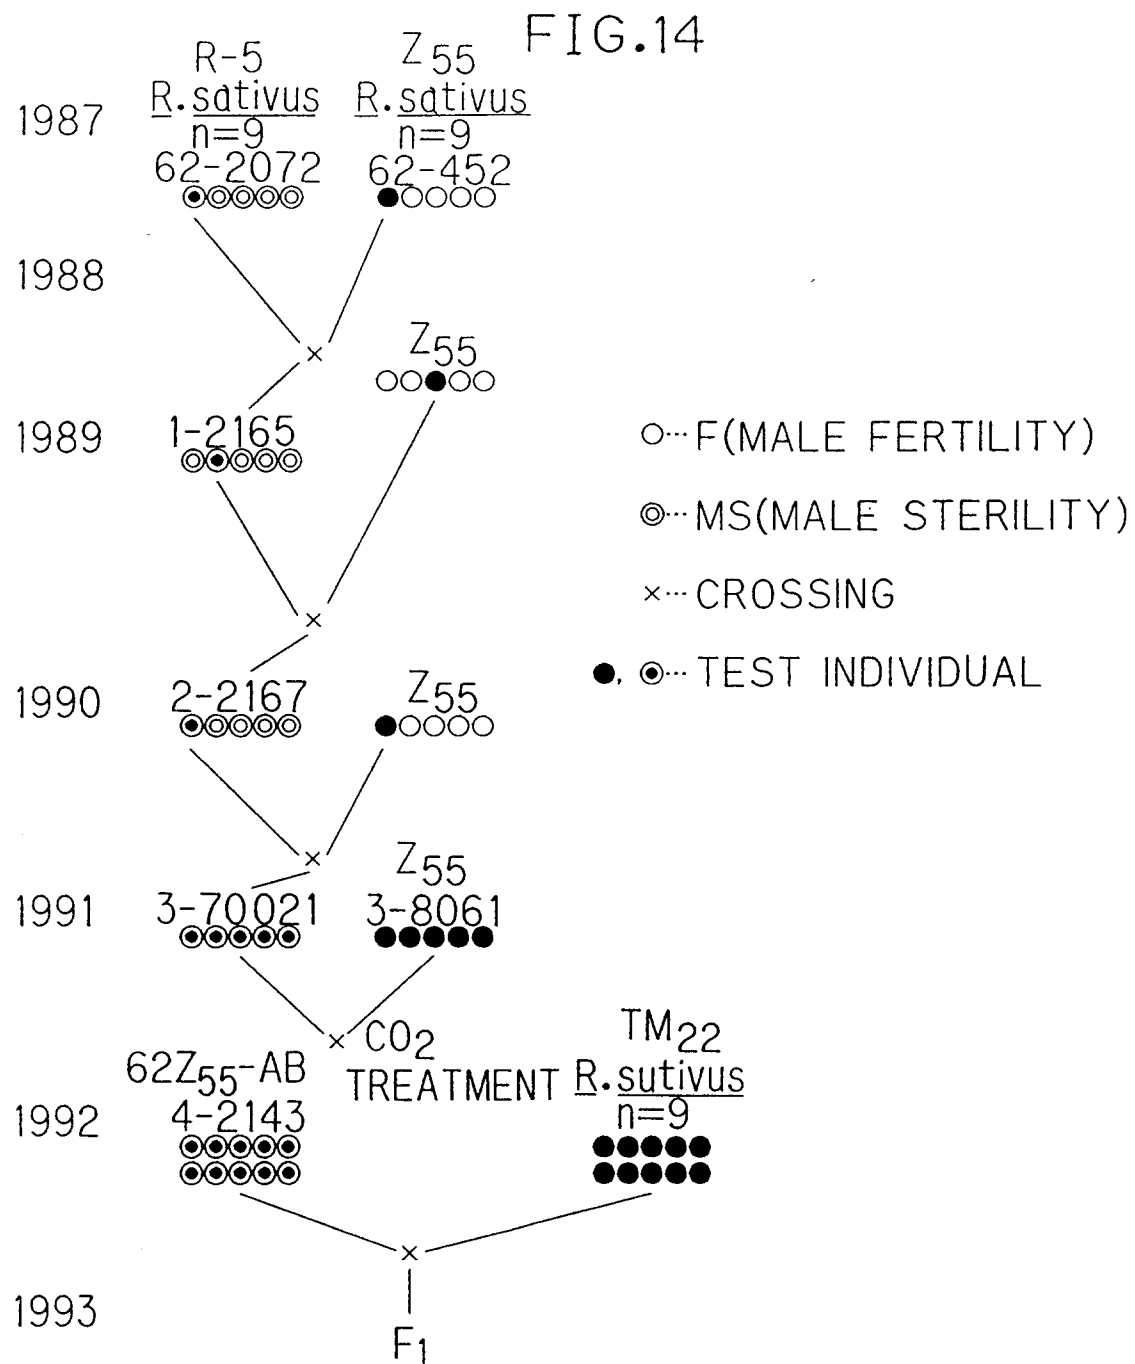 FIG.14
R-5
Z55
R.sativus
R.sativus
1987
n=9
n=9
62-2072
62-452
1988
Z55
1989
1-2165
○… F(MALE FERTILITY)
◎… MS(MALE STERILITY)
×… CROSSING
●, ◉… TEST INDIVIDUAL
1990
2-2167
Z55
Z55
1991
3-70021
3-8061
× CO2
TREATMENT
TM22
62Z55-AB
R.sutivus
1992
4-2143
n=9
1993
F1